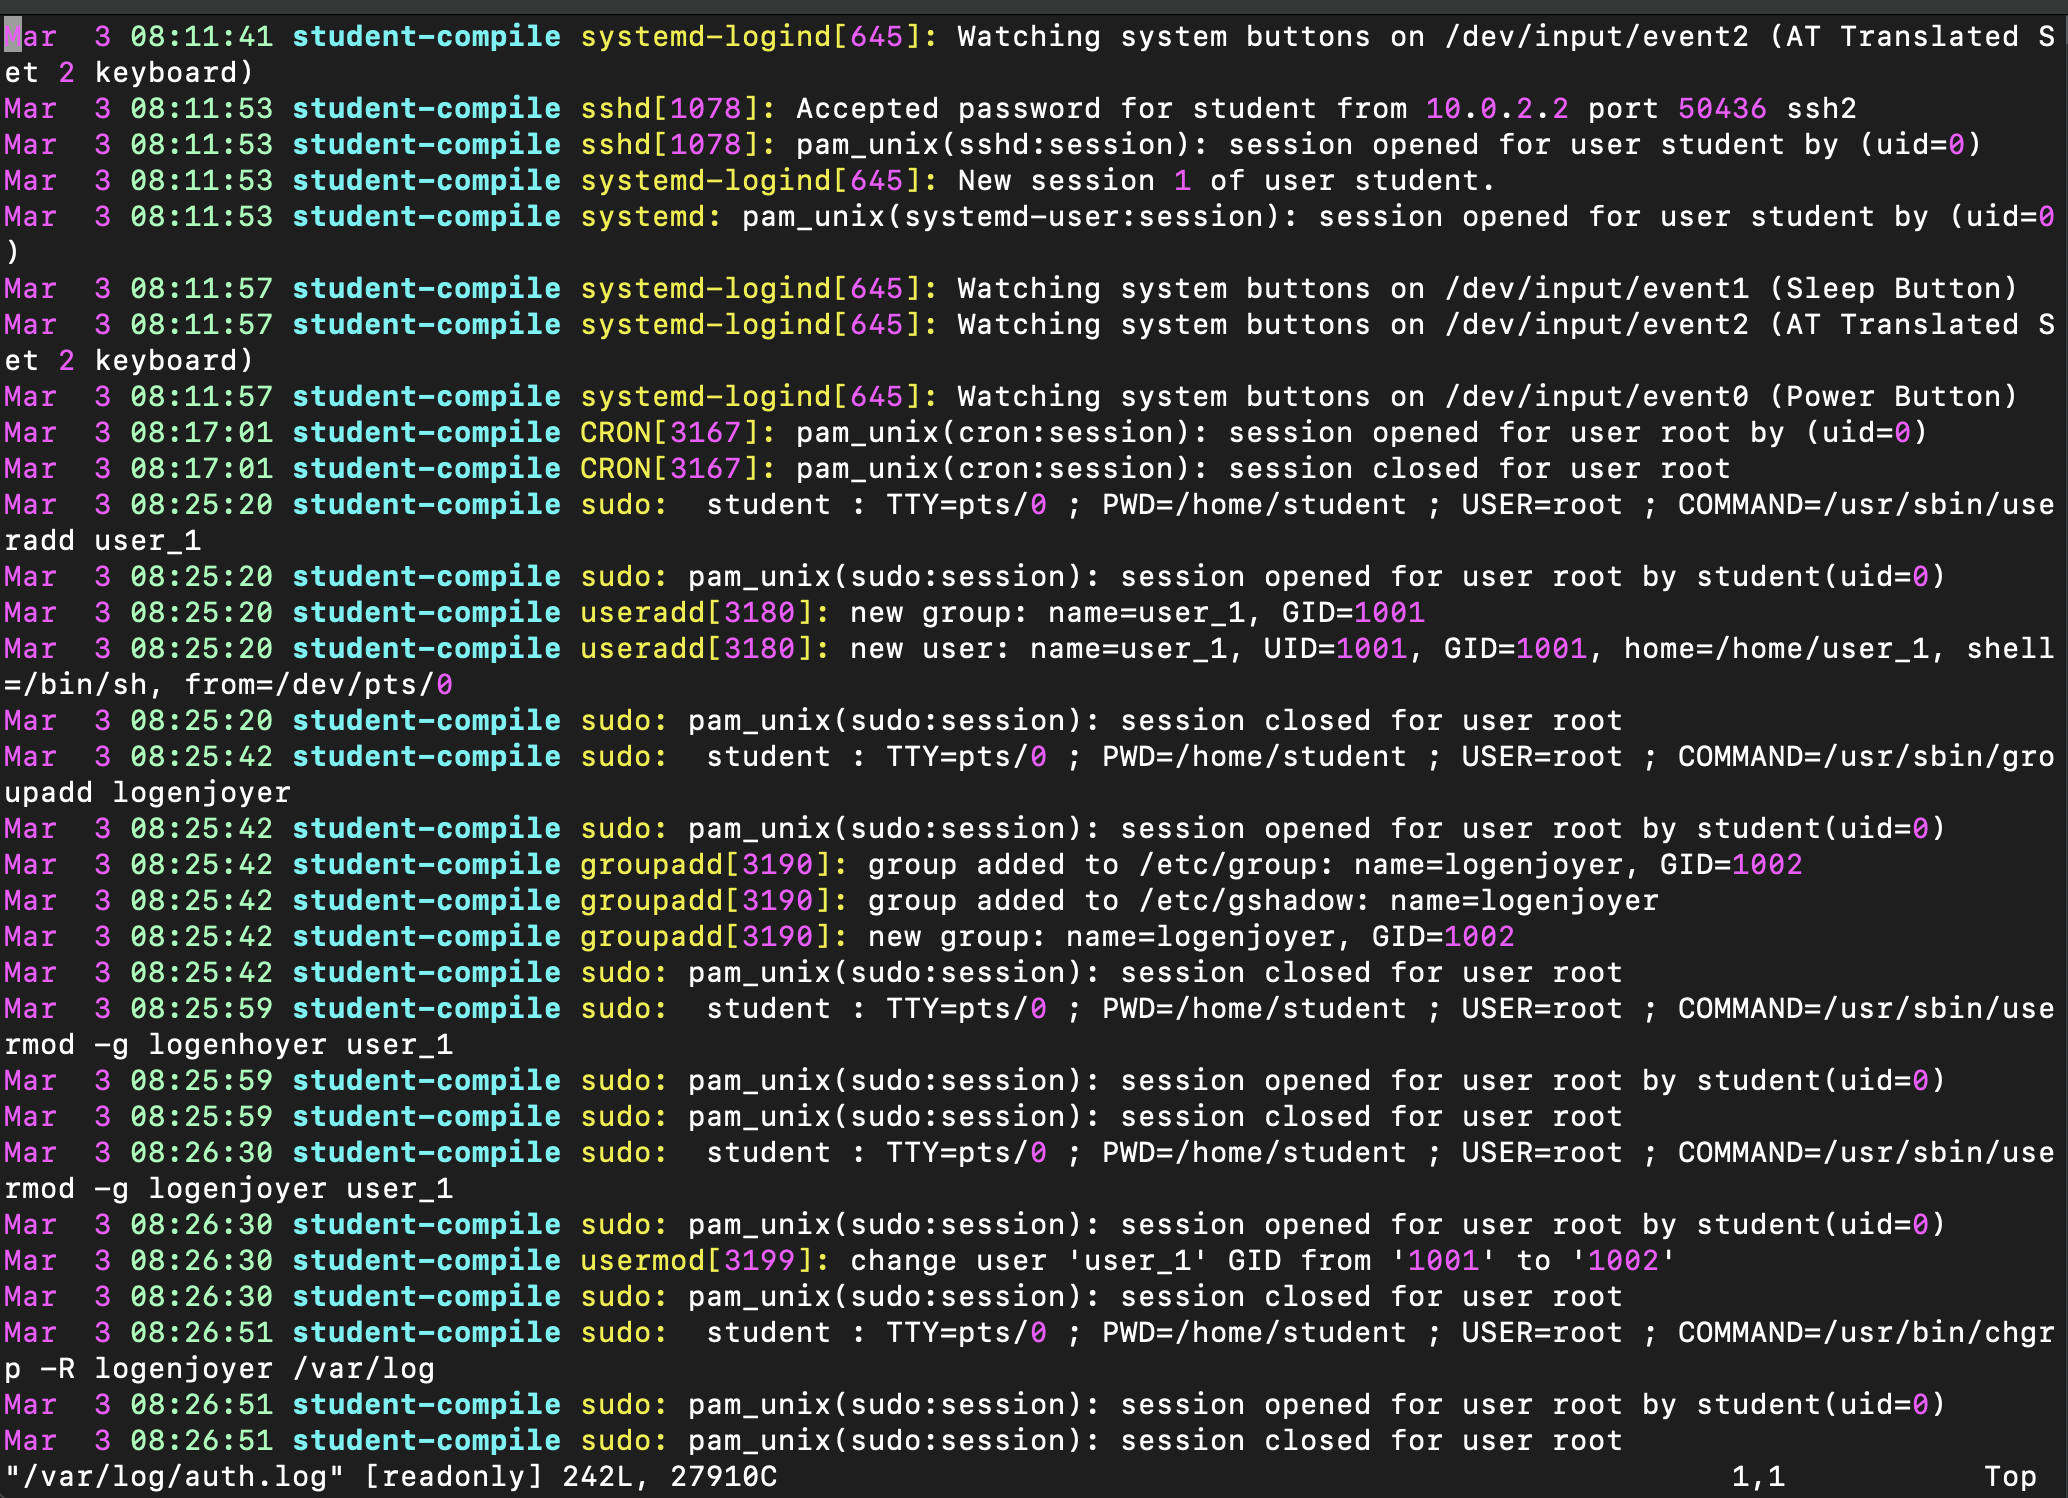 Mar  3 08:11:41 student-compile systemd-logind[645]: Watching system buttons on /dev/input/event2 (AT Translated S
et 2 keyboard)
Mar  3 08:11:53 student-compile sshd[1078]: Accepted password for student from 10.0.2.2 port 50436 ssh2
Mar  3 08:11:53 student-compile sshd[1078]: pam_unix(sshd:session): session opened for user student by (uid=0)
Mar  3 08:11:53 student-compile systemd-logind[645]: New session 1 of user student.
Mar  3 08:11:53 student-compile systemd: pam_unix(systemd-user:session): session opened for user student by (uid=0
)
Mar  3 08:11:57 student-compile systemd-logind[645]: Watching system buttons on /dev/input/event1 (Sleep Button)
Mar  3 08:11:57 student-compile systemd-logind[645]: Watching system buttons on /dev/input/event2 (AT Translated S
et 2 keyboard)
Mar  3 08:11:57 student-compile systemd-logind[645]: Watching system buttons on /dev/input/event0 (Power Button)
Mar  3 08:17:01 student-compile CRON[3167]: pam_unix(cron:session): session opened for user root by (uid=0)
Mar  3 08:17:01 student-compile CRON[3167]: pam_unix(cron:session): session closed for user root
Mar  3 08:25:20 student-compile sudo:  student : TTY=pts/0 ; PWD=/home/student ; USER=root ; COMMAND=/usr/sbin/use
radd user_1
Mar  3 08:25:20 student-compile sudo: pam_unix(sudo:session): session opened for user root by student(uid=0)
Mar  3 08:25:20 student-compile useradd[3180]: new group: name=user_1, GID=1001
Mar  3 08:25:20 student-compile useradd[3180]: new user: name=user_1, UID=1001, GID=1001, home=/home/user_1, shell
=/bin/sh, from=/dev/pts/0
Mar  3 08:25:20 student-compile sudo: pam_unix(sudo:session): session closed for user root
Mar  3 08:25:42 student-compile sudo:  student : TTY=pts/0 ; PWD=/home/student ; USER=root ; COMMAND=/usr/sbin/gro
upadd logenjoyer
Mar  3 08:25:42 student-compile sudo: pam_unix(sudo:session): session opened for user root by student(uid=0)
Mar  3 08:25:42 student-compile groupadd[3190]: group added to /etc/group: name=logenjoyer, GID=1002
Mar  3 08:25:42 student-compile groupadd[3190]: group added to /etc/gshadow: name=logenjoyer
Mar  3 08:25:42 student-compile groupadd[3190]: new group: name=logenjoyer, GID=1002
Mar  3 08:25:42 student-compile sudo: pam_unix(sudo:session): session closed for user root
Mar  3 08:25:59 student-compile sudo:  student : TTY=pts/0 ; PWD=/home/student ; USER=root ; COMMAND=/usr/sbin/use
rmod -g logenhoyer user_1
Mar  3 08:25:59 student-compile sudo: pam_unix(sudo:session): session opened for user root by student(uid=0)
Mar  3 08:25:59 student-compile sudo: pam_unix(sudo:session): session closed for user root
Mar  3 08:26:30 student-compile sudo:  student : TTY=pts/0 ; PWD=/home/student ; USER=root ; COMMAND=/usr/sbin/use
rmod -g logenjoyer user_1
Mar  3 08:26:30 student-compile sudo: pam_unix(sudo:session): session opened for user root by student(uid=0)
Mar  3 08:26:30 student-compile usermod[3199]: change user 'user_1' GID from '1001' to '1002'
Mar  3 08:26:30 student-compile sudo: pam_unix(sudo:session): session closed for user root
Mar  3 08:26:51 student-compile sudo:  student : TTY=pts/0 ; PWD=/home/student ; USER=root ; COMMAND=/usr/bin/chgr
p -R logenjoyer /var/log
Mar  3 08:26:51 student-compile sudo: pam_unix(sudo:session): session opened for user root by student(uid=0)
Mar  3 08:26:51 student-compile sudo: pam_unix(sudo:session): session closed for user root
"/var/log/auth.log" [readonly] 242L, 27910C 1,1 Top